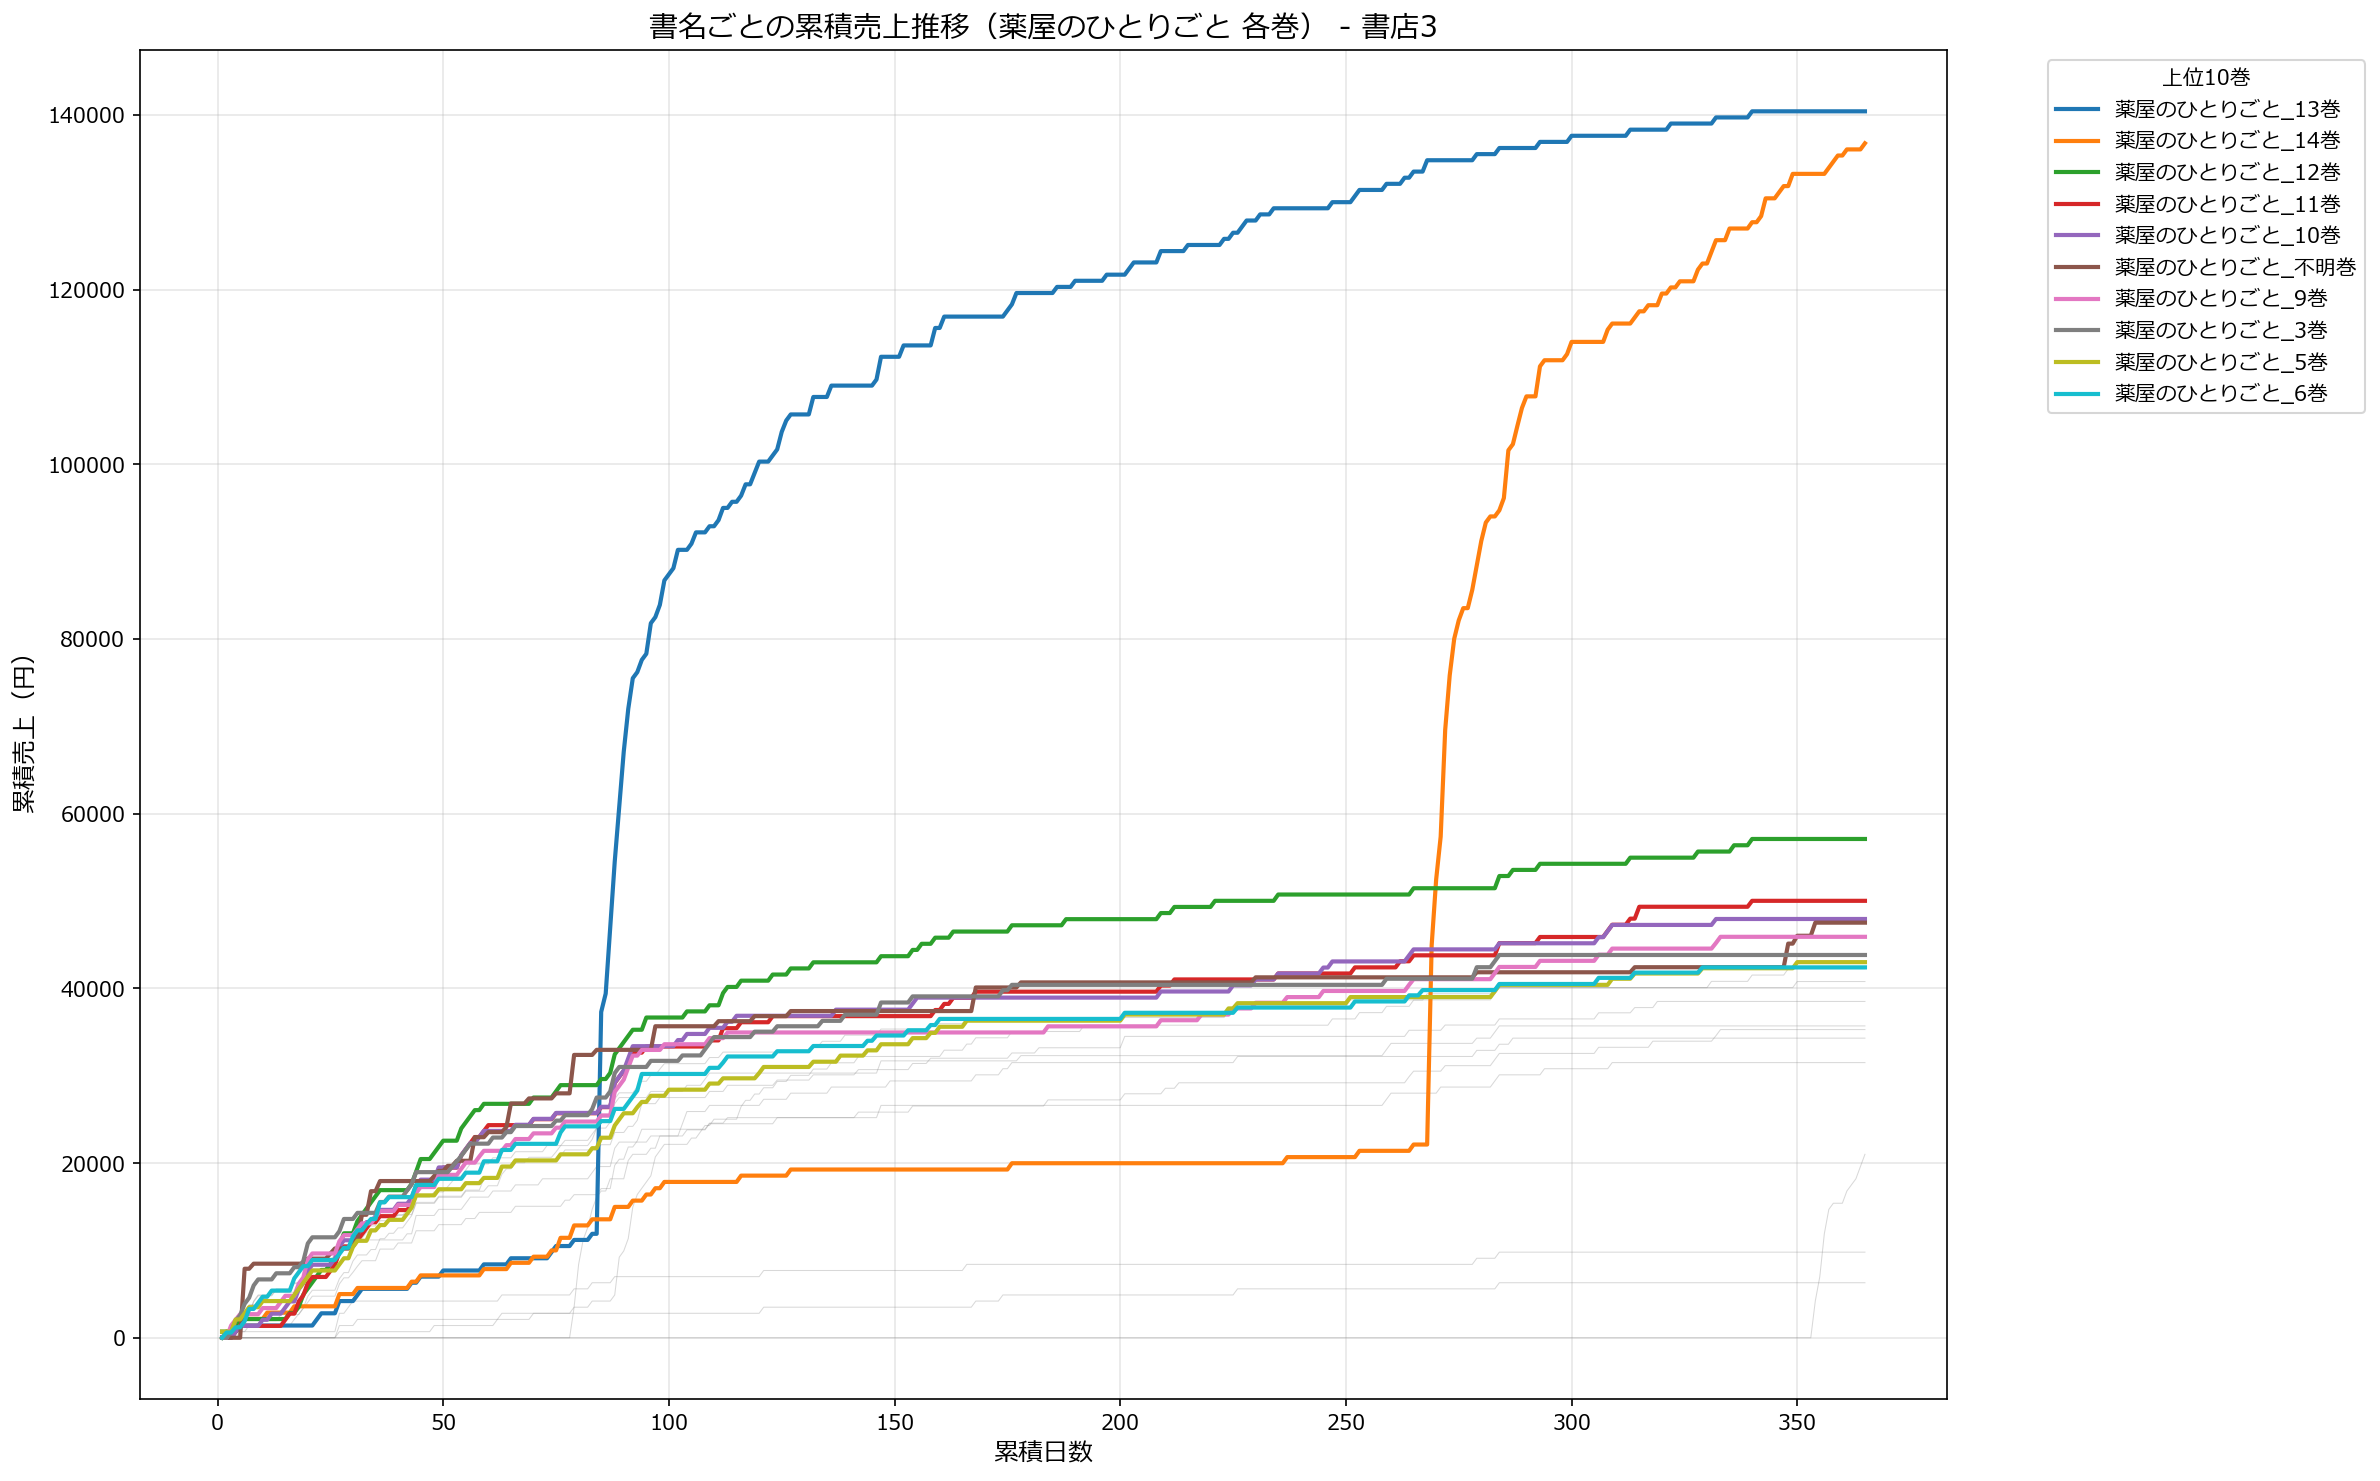 書名ごとの累積売上推移（薬屋のひとりごと 各巻） - 書店3
累積売上（円）
140000
120000
100000
80000
60000
40000
20000
0
0 50 100 150 200 250 300 350
累積日数
上位10巻
薬屋のひとりごと_13巻
薬屋のひとりごと_14巻
薬屋のひとりごと_12巻
薬屋のひとりごと_11巻
薬屋のひとりごと_10巻
薬屋のひとりごと_不明巻
薬屋のひとりごと_9巻
薬屋のひとりごと_3巻
薬屋のひとりごと_5巻
薬屋のひとりごと_6巻